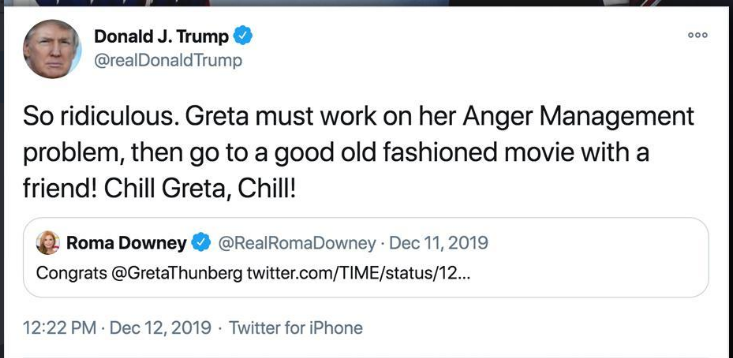 Donald J. Trump
@realDonaldTrump
So ridiculous. Greta must work on her Anger Management
problem, then go to a good old fashioned movie with a
friend! Chill Greta, Chill!
Roma Downey @RealRomaDowney · Dec 11, 2019
Congrats @GretaThunberg twitter.com/TIME/status/12...
12:22 PM · Dec 12, 2019 · Twitter for iPhone